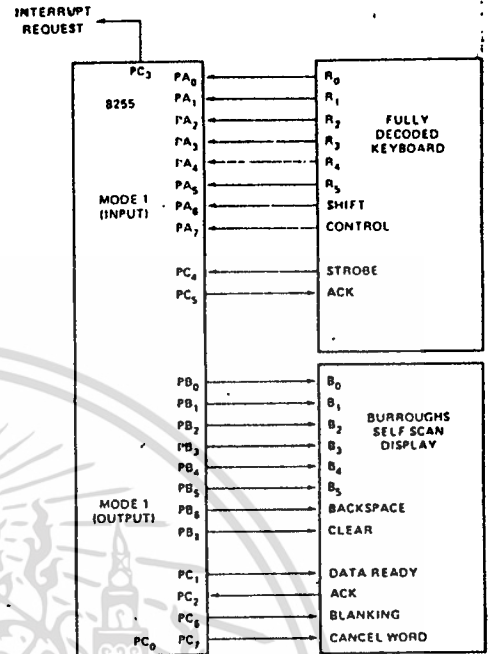 INTERRUPT
REQUEST
PC3
8255
MODE 1
(INPUT)
PA0
PA1
PA2
PA3
PA4
PA5
PA6
PA7
PC4
PC5
R0
R1
R2
R3
R4
R5
SHIFT
CONTROL
STROBE
ACK
FULLY
DECODED
KEYBOARD
MODE 1
(OUTPUT)
PB0
PB1
PB2
PB3
PB4
PB5
PB6
PC1
PC2
PC6
PC0 PC7
B0
B1
B2
B3
B4
B5
BACKSPACE
CLEAR
DATA READY
ACK
BLANKING
CANCEL WORD
BURROUGHS
SELF SCAN
DISPLAY